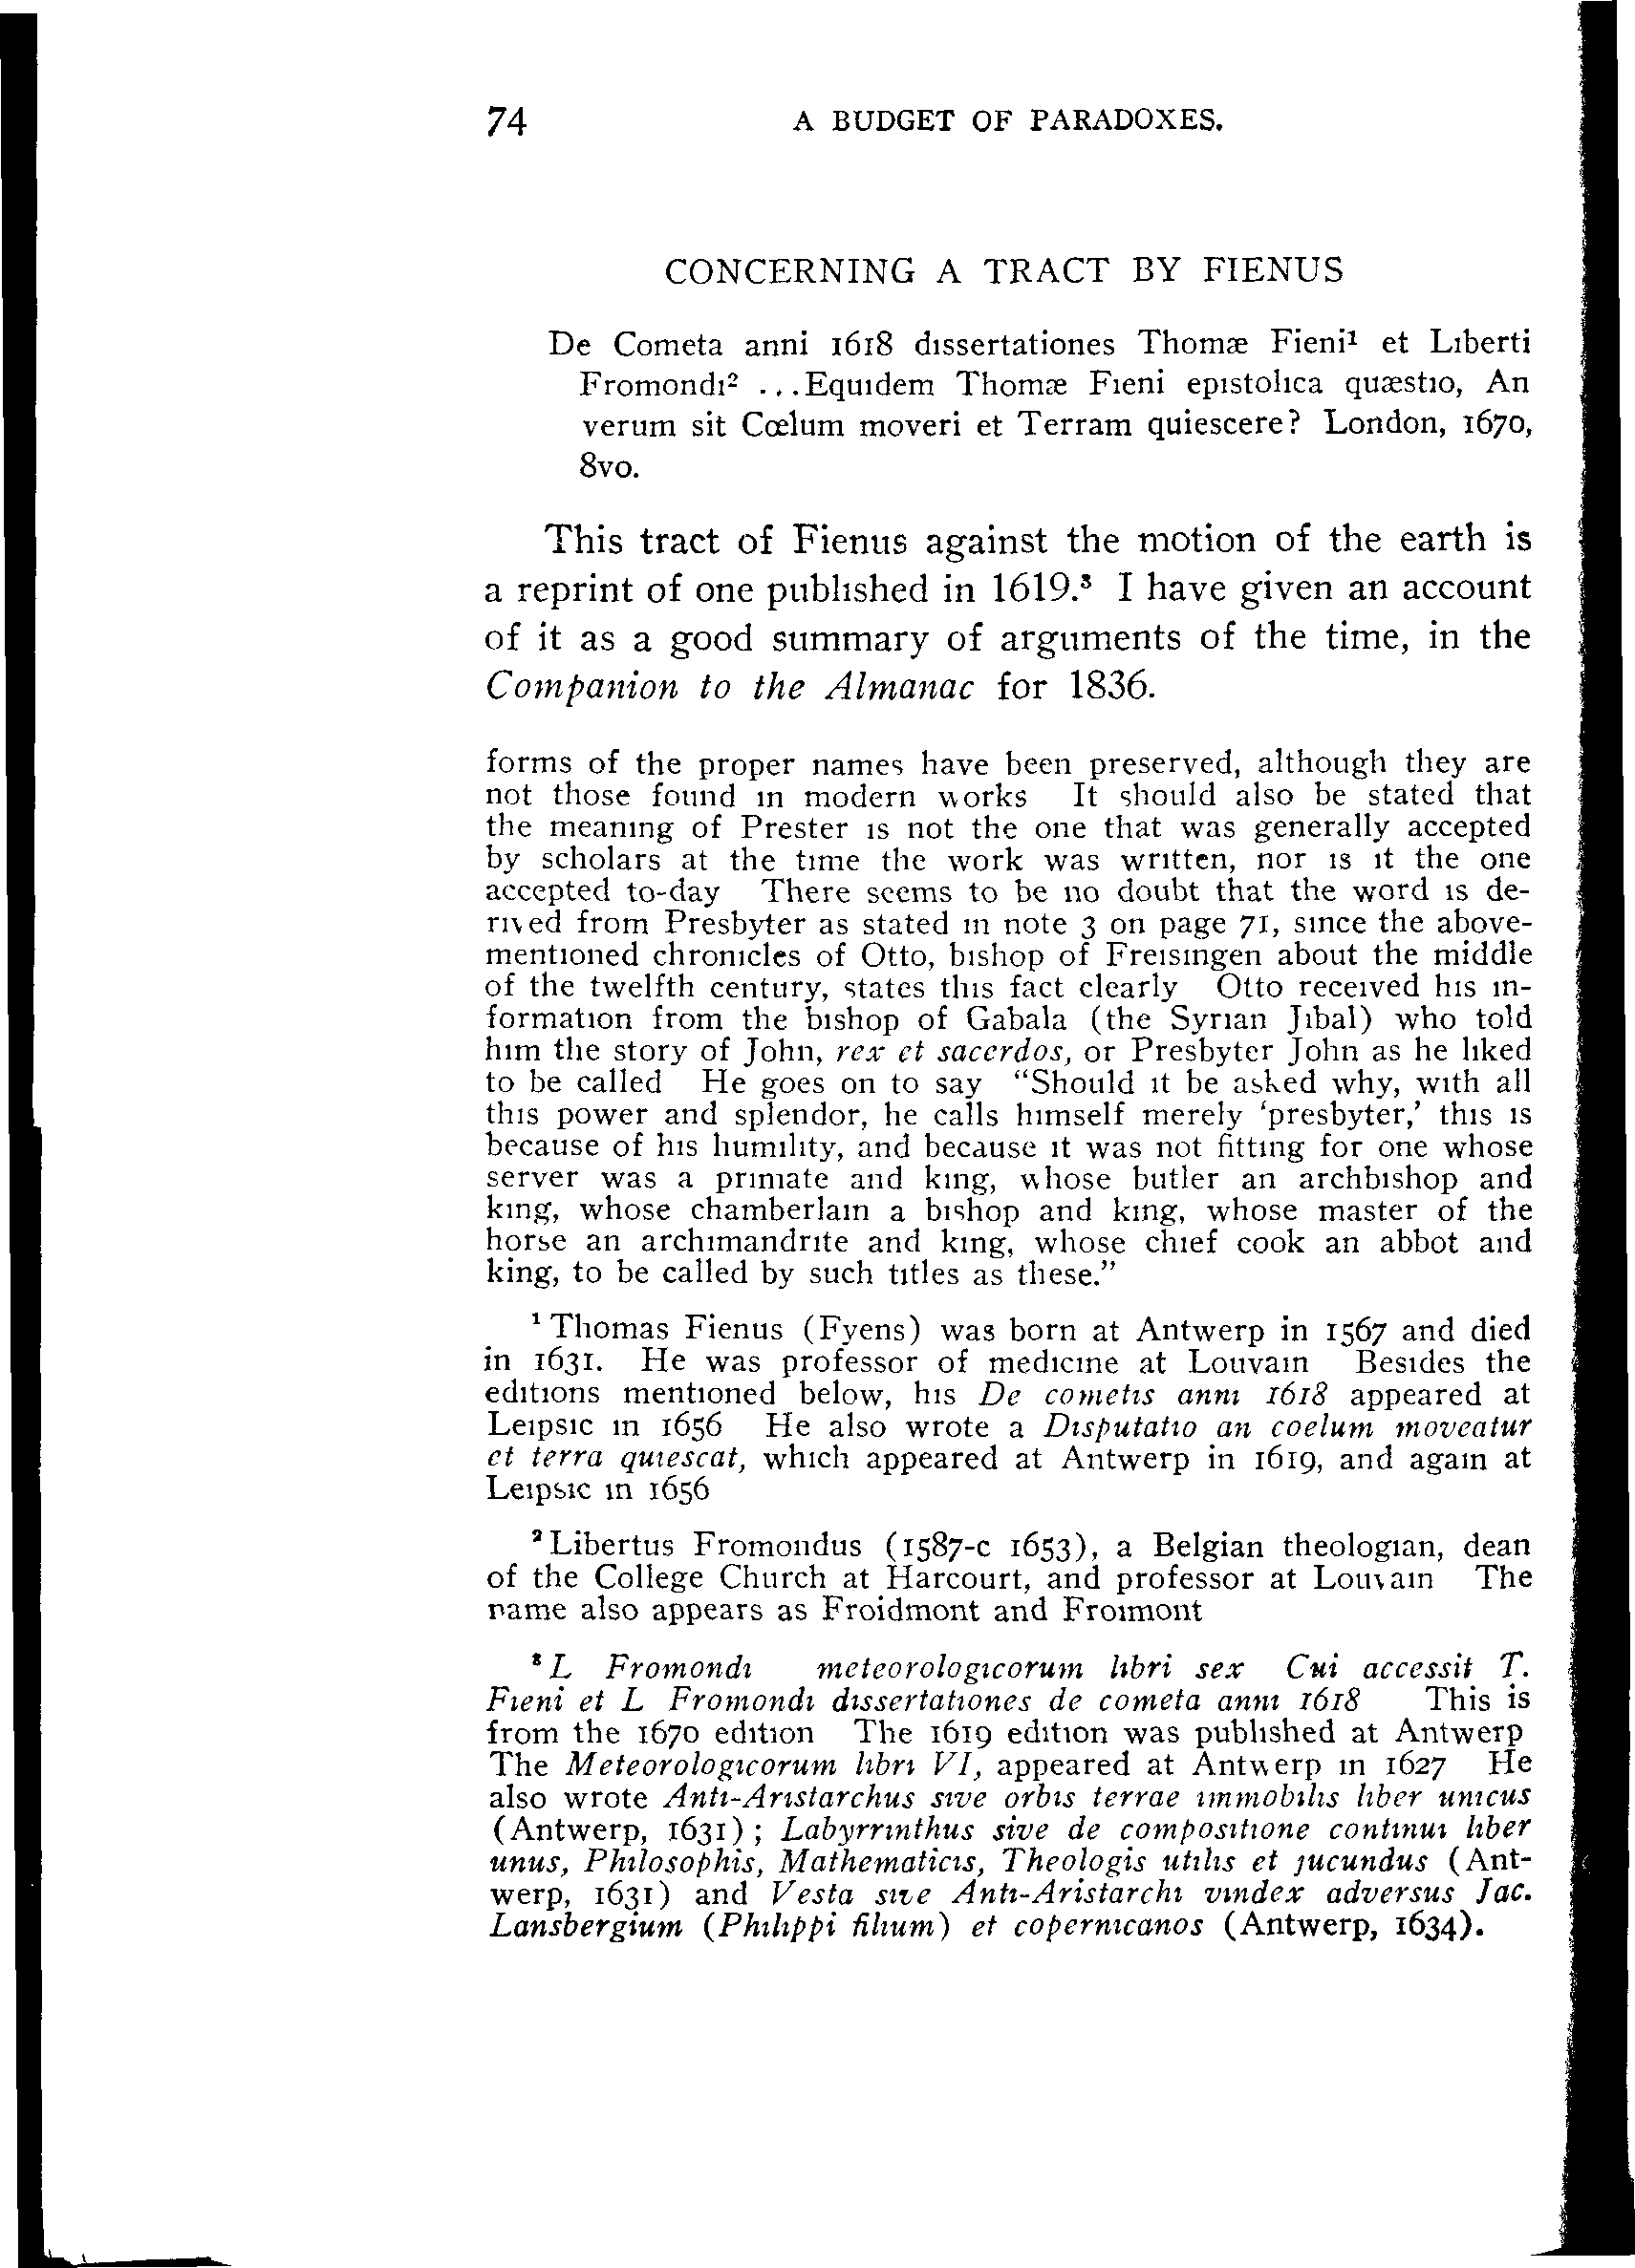 74 A BUDGET OF PARADOXES.
CONCERNING A TRACT BY FIENUS
De Cometa anni 1618 dissertationes Thomæ Fieni¹ et Liberti
Fromondi² ...Equidem Thomæ Fieni epistolica quæstio, An
verum sit Cœlum moveri et Terram quiescere? London, 1670,
8vo.
This tract of Fienus against the motion of the earth is
a reprint of one published in 1619.³ I have given an account
of it as a good summary of arguments of the time, in the
Companion to the Almanac for 1836.
forms of the proper names have been preserved, although they are
not those found in modern works It should also be stated that
the meaning of Prester is not the one that was generally accepted
by scholars at the time the work was written, nor is it the one
accepted to-day There seems to be no doubt that the word is de-
rived from Presbyter as stated in note 3 on page 71, since the above-
mentioned chronicles of Otto, bishop of Freisingen about the middle
of the twelfth century, states this fact clearly Otto received his in-
formation from the bishop of Gabala (the Syrian Jibal) who told
him the story of John, rex et sacerdos, or Presbyter John as he liked
to be called He goes on to say "Should it be asked why, with all
this power and splendor, he calls himself merely 'presbyter,' this is
because of his humility, and because it was not fitting for one whose
server was a primate and king, whose butler an archbishop and
king, whose chamberlain a bishop and king, whose master of the
horse an archimandrite and king, whose chief cook an abbot and
king, to be called by such titles as these."
¹ Thomas Fienus (Fyens) was born at Antwerp in 1567 and died
in 1631. He was professor of medicine at Louvain Besides the
editions mentioned below, his De cometis anni 1618 appeared at
Leipsic in 1656 He also wrote a Disputatio an coelum moveatur
et terra quiescat, which appeared at Antwerp in 1619, and again at
Leipsic in 1656
² Libertus Fromondus (1587-c 1653), a Belgian theologian, dean
of the College Church at Harcourt, and professor at Louvain The
name also appears as Froidmont and Froimont
³ L Fromondi meteorologicorum libri sex Cui accessit T.
Fieni et L Fromondi dissertationes de cometa anni 1618 This is
from the 1670 edition The 1619 edition was published at Antwerp
The Meteorologicorum libri VI, appeared at Antwerp in 1627 He
also wrote Anti-Aristarchus sive orbis terrae immobilis liber unicus
(Antwerp, 1631); Labyrrinthus sive de compositione continui liber
unus, Philosophis, Mathematicis, Theologis utilis et jucundus (Ant-
werp, 1631) and Vesta sive Anti-Aristarchi vindex adversus Jac.
Lansbergium (Philippi filium) et copernicanos (Antwerp, 1634).